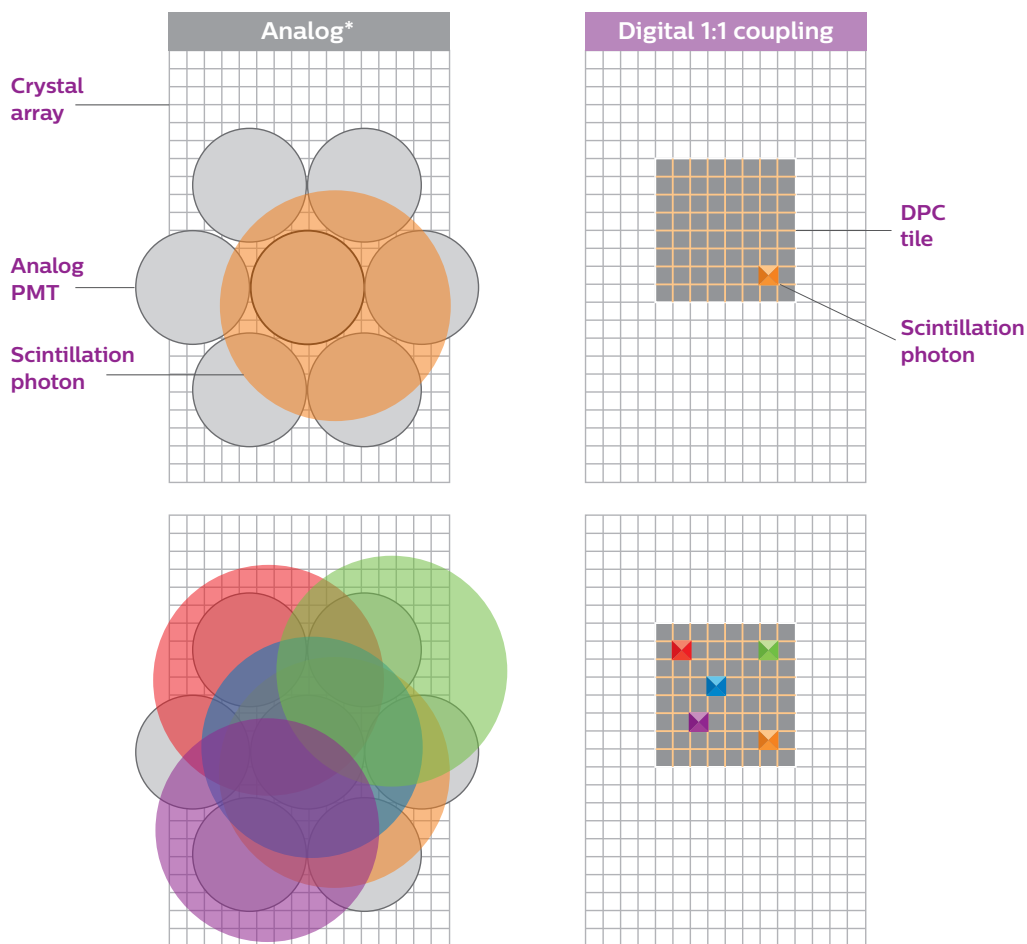 Analog*
Digital 1:1 coupling
Crystal
array
Analog
PMT
Scintillation
photon
DPC
tile
Scintillation
photon